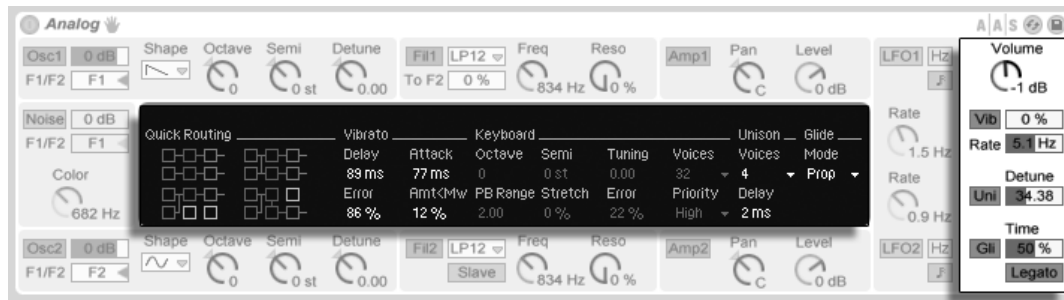 Analog
A|A|S
Osc1 0 dB Shape Octave Semi Detune Fil1 LP12 Freq Reso Amp1 Pan Level LFO1 Hz Volume
F1/F2 F1 0 0 st 0.00 To F2 0 % 834 Hz 0 % C 0 dB -1 dB
Noise 0 dB
F1/F2 F1
Color
682 Hz
Quick Routing Vibrato Keyboard Unison Glide
Delay Attack Octave Semi Tuning Voices Voices Mode
89 ms 77 ms 0 0 st 0.00 32 4 Prop
Error Amt<Mw PB Range Stretch Error Priority Delay
86 % 12 % 2.00 0 % 22 % High 2 ms
Rate
1.5 Hz
Rate
0.9 Hz
Vib 0 %
Rate 5.1 Hz
Detune
Uni 34.38
Time
Gli 50 %
Legato
Osc2 0 dB Shape Octave Semi Detune Fil2 LP12 Freq Reso Amp2 Pan Level LFO2 Hz
F1/F2 F2 0 0 st 0.00 Slave 834 Hz 0 % C 0 dB